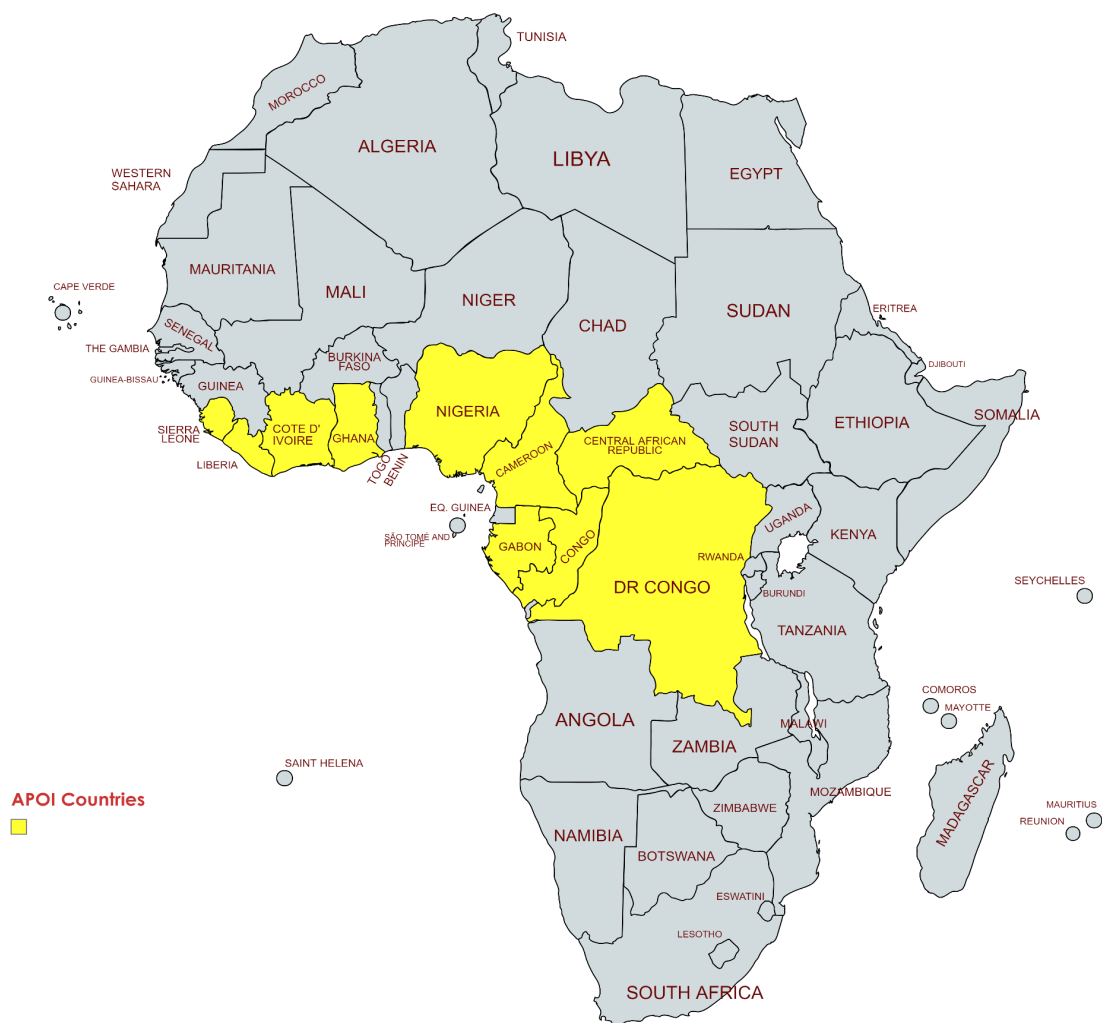 TUNISIA
MOROCCO
ALGERIA
LIBYA
EGYPT
WESTERN
SAHARA
MAURITANIA
MALI
NIGER
CHAD
SUDAN
ERITREA
CAPE VERDE
SENEGAL
THE GAMBIA
GUINEA-BISSAU
GUINEA
BURKINA
FASO
DJIBOUTI
SOMALIA
ETHIOPIA
SOUTH
SUDAN
NIGERIA
SIERRA
LEONE
COTE D'
IVOIRE
GHANA
LIBERIA
TOGO
BENIN
CAMEROON
CENTRAL AFRICAN
REPUBLIC
EQ. GUINEA
SÃO TOMÉ AND
PRINCIPE
GABON
CONGO
DR CONGO
UGANDA
KENYA
RWANDA
BURUNDI
TANZANIA
SEYCHELLES
COMOROS
MAYOTTE
ANGOLA
ZAMBIA
MALAWI
MOZAMBIQUE
SAINT HELENA
APOI Countries
NAMIBIA
ZIMBABWE
BOTSWANA
MADAGASCAR
MAURITIUS
REUNION
ESWATINI
LESOTHO
SOUTH AFRICA